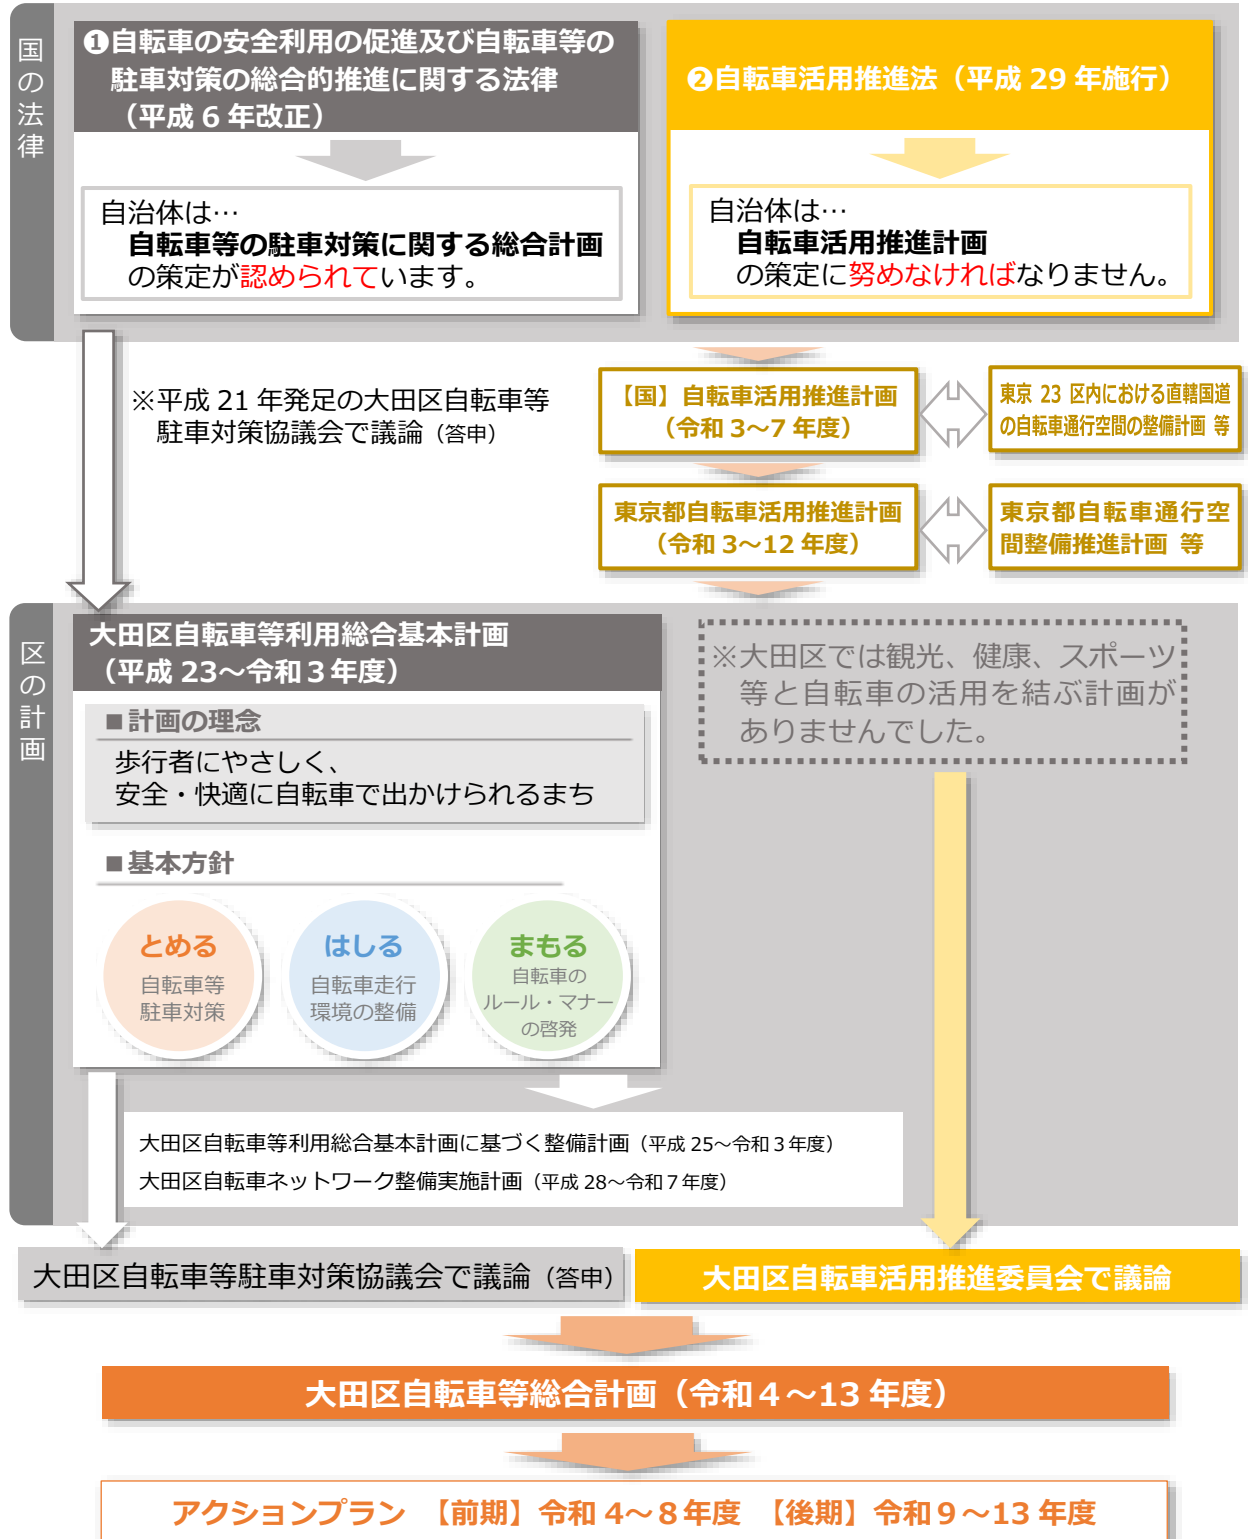 国の法律
❶自転車の安全利用の促進及び自転車等の
駐車対策の総合的推進に関する法律
（平成 6 年改正）
自治体は…
自転車等の駐車対策に関する総合計画
の策定が認められています。
❷自転車活用推進法（平成 29 年施行）
自治体は…
自転車活用推進計画
の策定に努めなければなりません。
※平成 21 年発足の大田区自転車等
駐車対策協議会で議論（答申）
【国】自転車活用推進計画
（令和 3～7 年度）
東京 23 区内における直轄国道
の自転車通行空間の整備計画 等
東京都自転車活用推進計画
（令和 3～12 年度）
東京都自転車通行空
間整備推進計画 等
区の計画
大田区自転車等利用総合基本計画
（平成 23～令和３年度）
■計画の理念
歩行者にやさしく、
安全・快適に自転車で出かけられるまち
■基本方針
とめる
自転車等
駐車対策
はしる
自転車走行
環境の整備
まもる
自転車の
ルール・マナー
の啓発
※大田区では観光、健康、スポーツ
等と自転車の活用を結ぶ計画が
ありませんでした。
大田区自転車等利用総合基本計画に基づく整備計画（平成 25～令和３年度）
大田区自転車ネットワーク整備実施計画（平成 28～令和７年度）
大田区自転車等駐車対策協議会で議論（答申）
大田区自転車活用推進委員会で議論
大田区自転車等総合計画（令和４～13 年度）
アクションプラン 【前期】令和 4～８年度 【後期】令和９～13 年度